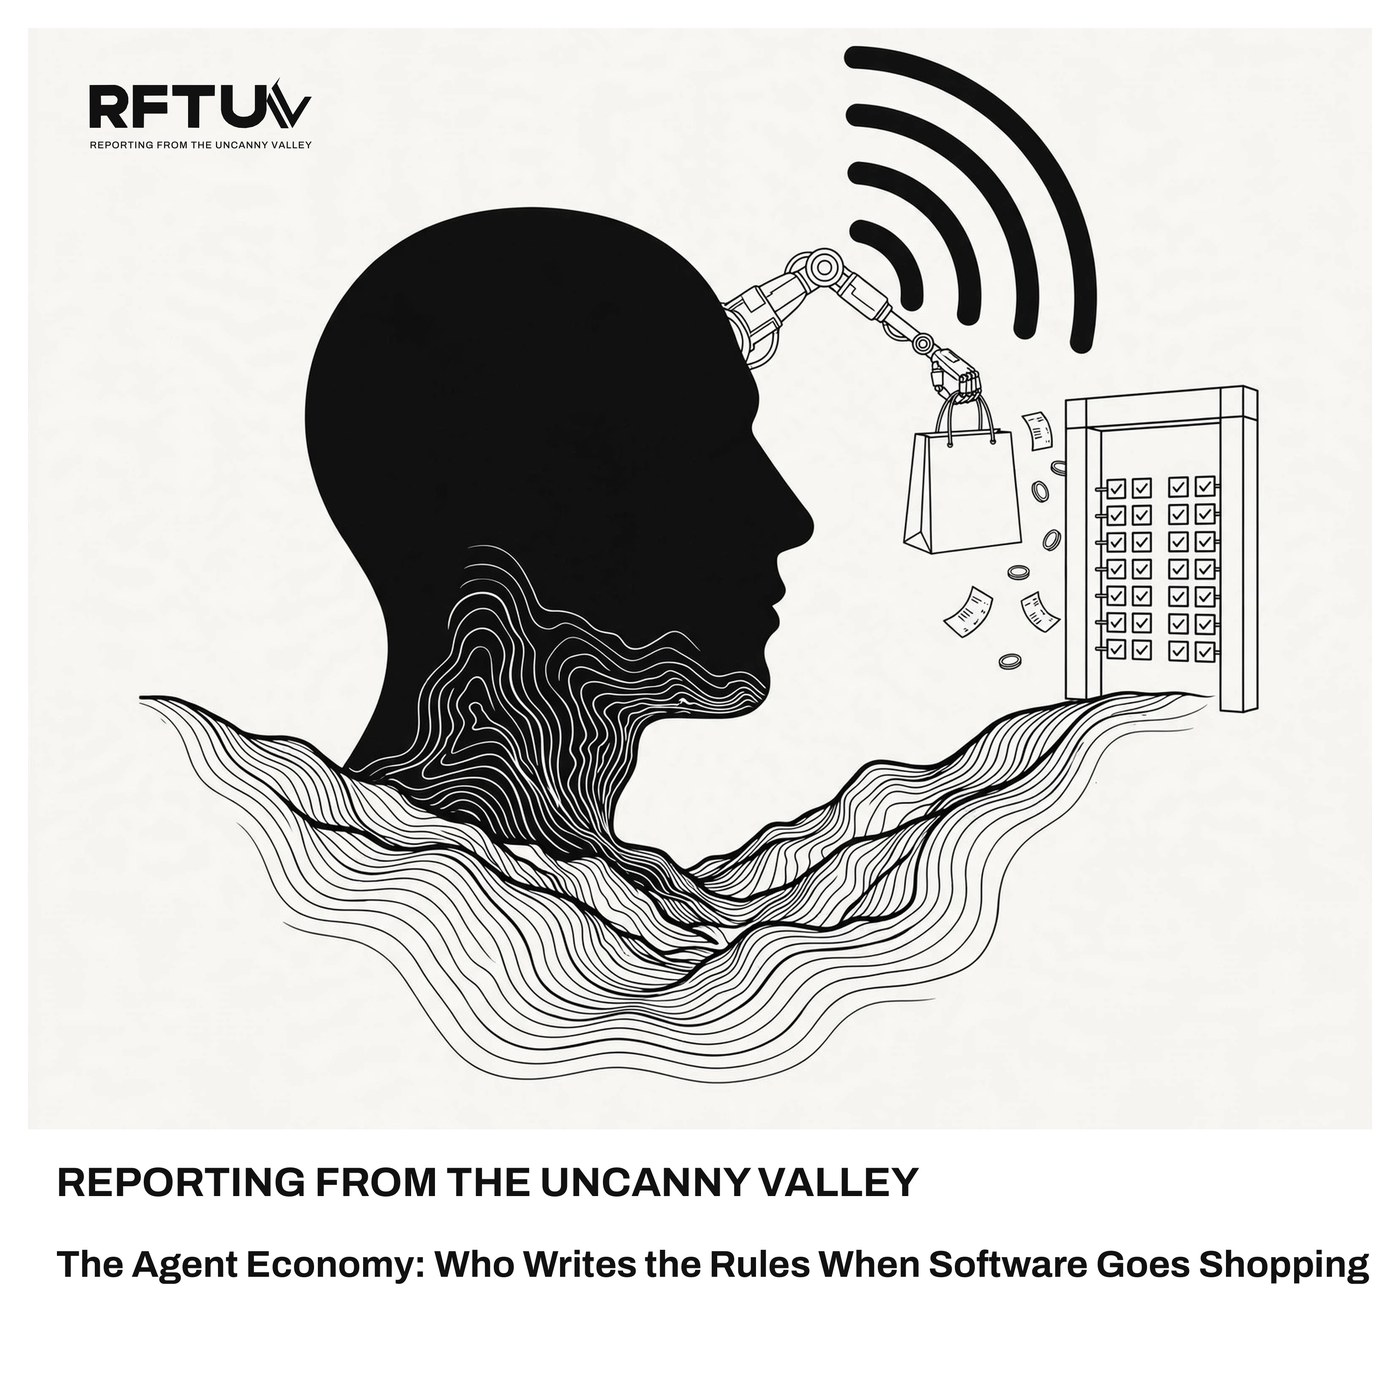 RFTUV
REPORTING FROM THE UNCANNY VALLEY
REPORTING FROM THE UNCANNY VALLEY
The Agent Economy: Who Writes the Rules When Software Goes Shopping